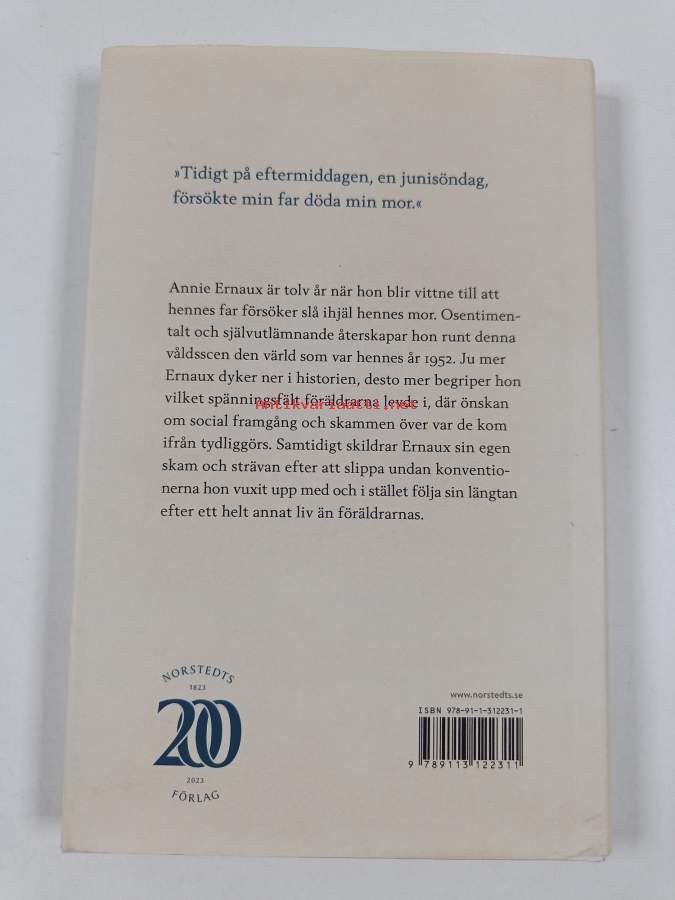 »Tidigt på eftermiddagen, en junisöndag,
försökte min far döda min mor.«
Annie Ernaux är tolv år när hon blir vittne till att
hennes far försöker slå ihjäl hennes mor. Osentimen-
talt och självutlämnande återskapar hon runt denna
våldsscen den värld som var hennes år 1952. Ju mer
Ernaux dyker ner i historien, desto mer begriper hon
vilket spänningsfält föräldrarna levde i, där önskan
Antikvariaatti.net
om social framgång och skammen över var de kom
ifrån tydliggörs. Samtidigt skildrar Ernaux sin egen
skam och strävan efter att slippa undan konventio-
nerna hon vuxit upp med och i stället följa sin längtan
efter ett helt annat liv än föräldrarnas.
NORSTEDTS
1823
200
2023
FÖRLAG
www.norstedts.se
ISBN 978-91-1-312231-1
9 789113 122311